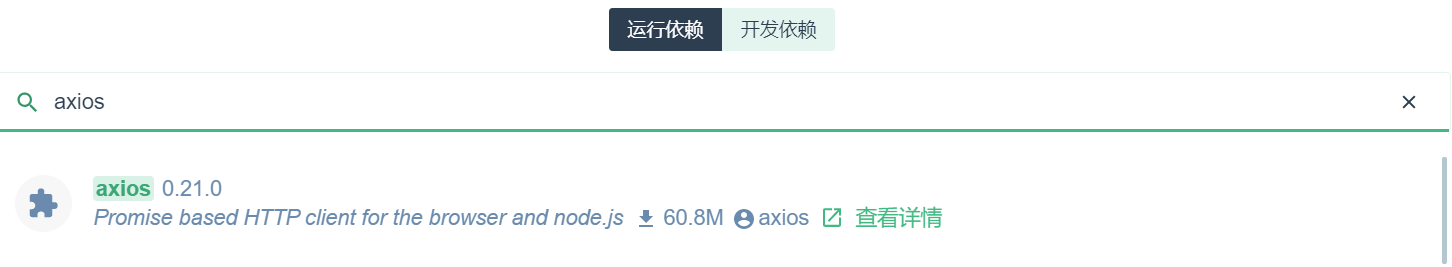 运行依赖 开发依赖
axios
axios 0.21.0
Promise based HTTP client for the browser and node.js 60.8M axios 查看详情